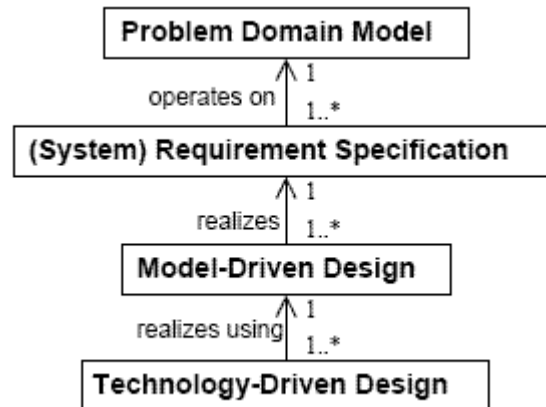 Problem Domain Model
1
operates on
1..*
(System) Requirement Specification
1
realizes
1..*
Model-Driven Design
1
realizes using
1..*
Technology-Driven Design